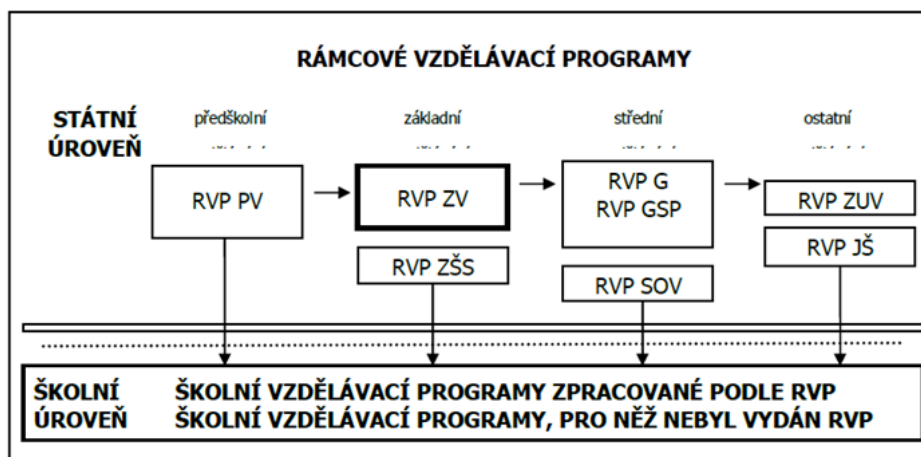 RÁMCOVÉ VZDĚLÁVACÍ PROGRAMY
STÁTNÍ
ÚROVEŇ
předškolní
základní
střední
ostatní
RVP PV
RVP ZV
RVP G
RVP GSP
RVP ZUV
RVP ZŠS
RVP JŠ
RVP SOV
ŠKOLNÍ ŠKOLNÍ VZDĚLÁVACÍ PROGRAMY ZPRACOVANÉ PODLE RVP
ÚROVEŇ ŠKOLNÍ VZDĚLÁVACÍ PROGRAMY, PRO NĚŽ NEBYL VYDÁN RVP